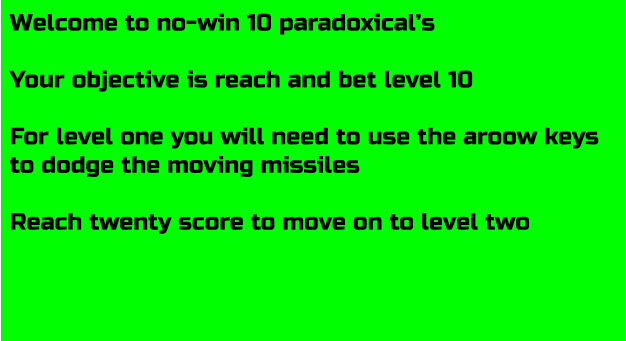 Welcome to no-win 10 paradoxical's
Your objective is reach and bet level 10
For level one you will need to use the aroow keys
to dodge the moving missiles
Reach twenty score to move on to level two